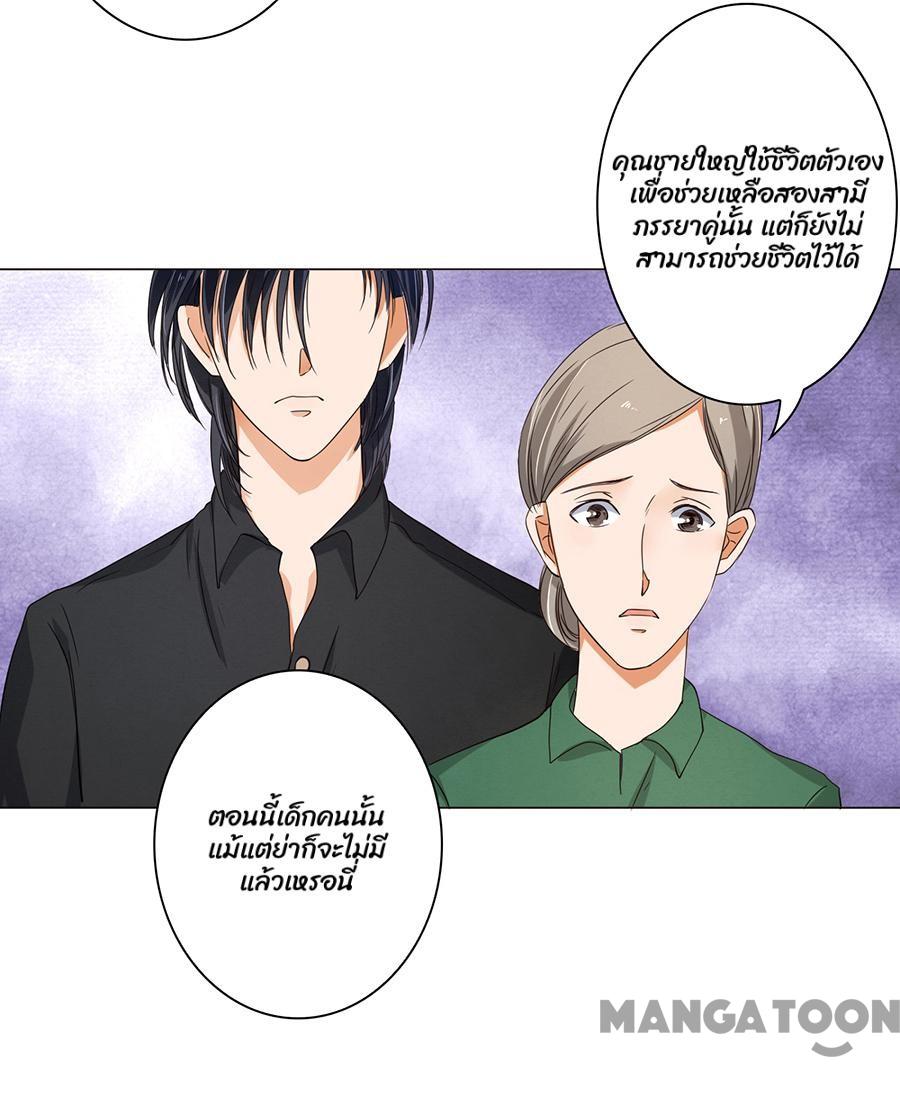 คุณชายใหญ่ใช้ชีวิตตัวเอง
เพื่อช่วยเหลือสองสามี
ภรรยาคู่นั้น แต่ก็ยังไม่
สามารถช่วยชีวิตไว้ได้
ตอนนี้เด็กคนนั้น
แม้แต่ย่าก็จะไม่มี
แล้วเหรอนี่
MANGATOON